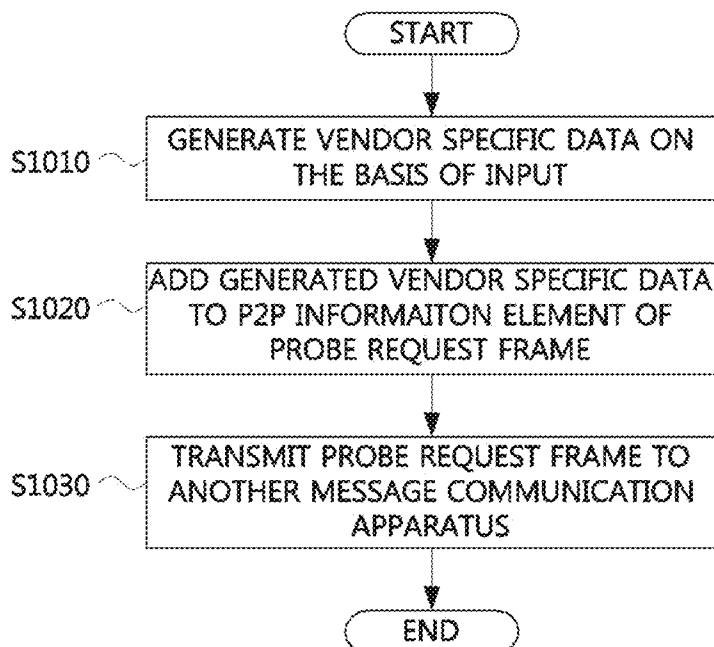 START
S1010
GENERATE VENDOR SPECIFIC DATA ON
THE BASIS OF INPUT
S1020
ADD GENERATED VENDOR SPECIFIC DATA
TO P2P INFORMAITON ELEMENT OF
PROBE REQUEST FRAME
S1030
TRANSMIT PROBE REQUEST FRAME TO
ANOTHER MESSAGE COMMUNICATION
APPARATUS
END